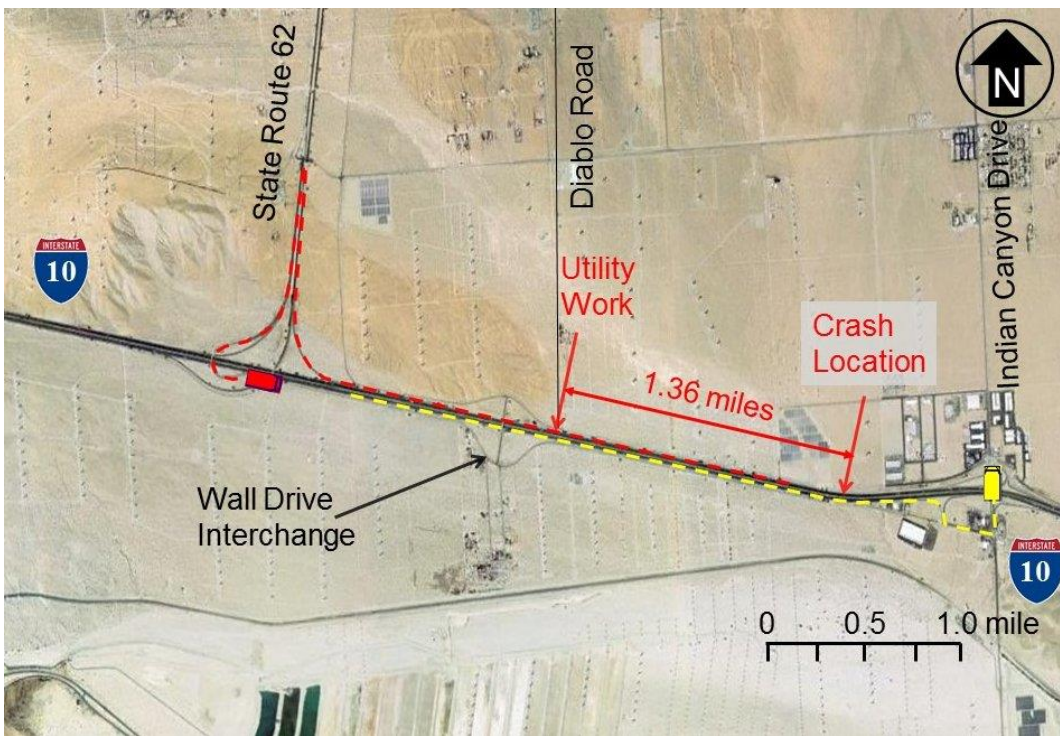 State Route 62
Diablo Road
N
Indian Canyon Drive
INTERSTATE
10
Utility
Work
Crash
Location
1.36 miles
Wall Drive
Interchange
INTERSTATE
10
0 0.5 1.0 mile